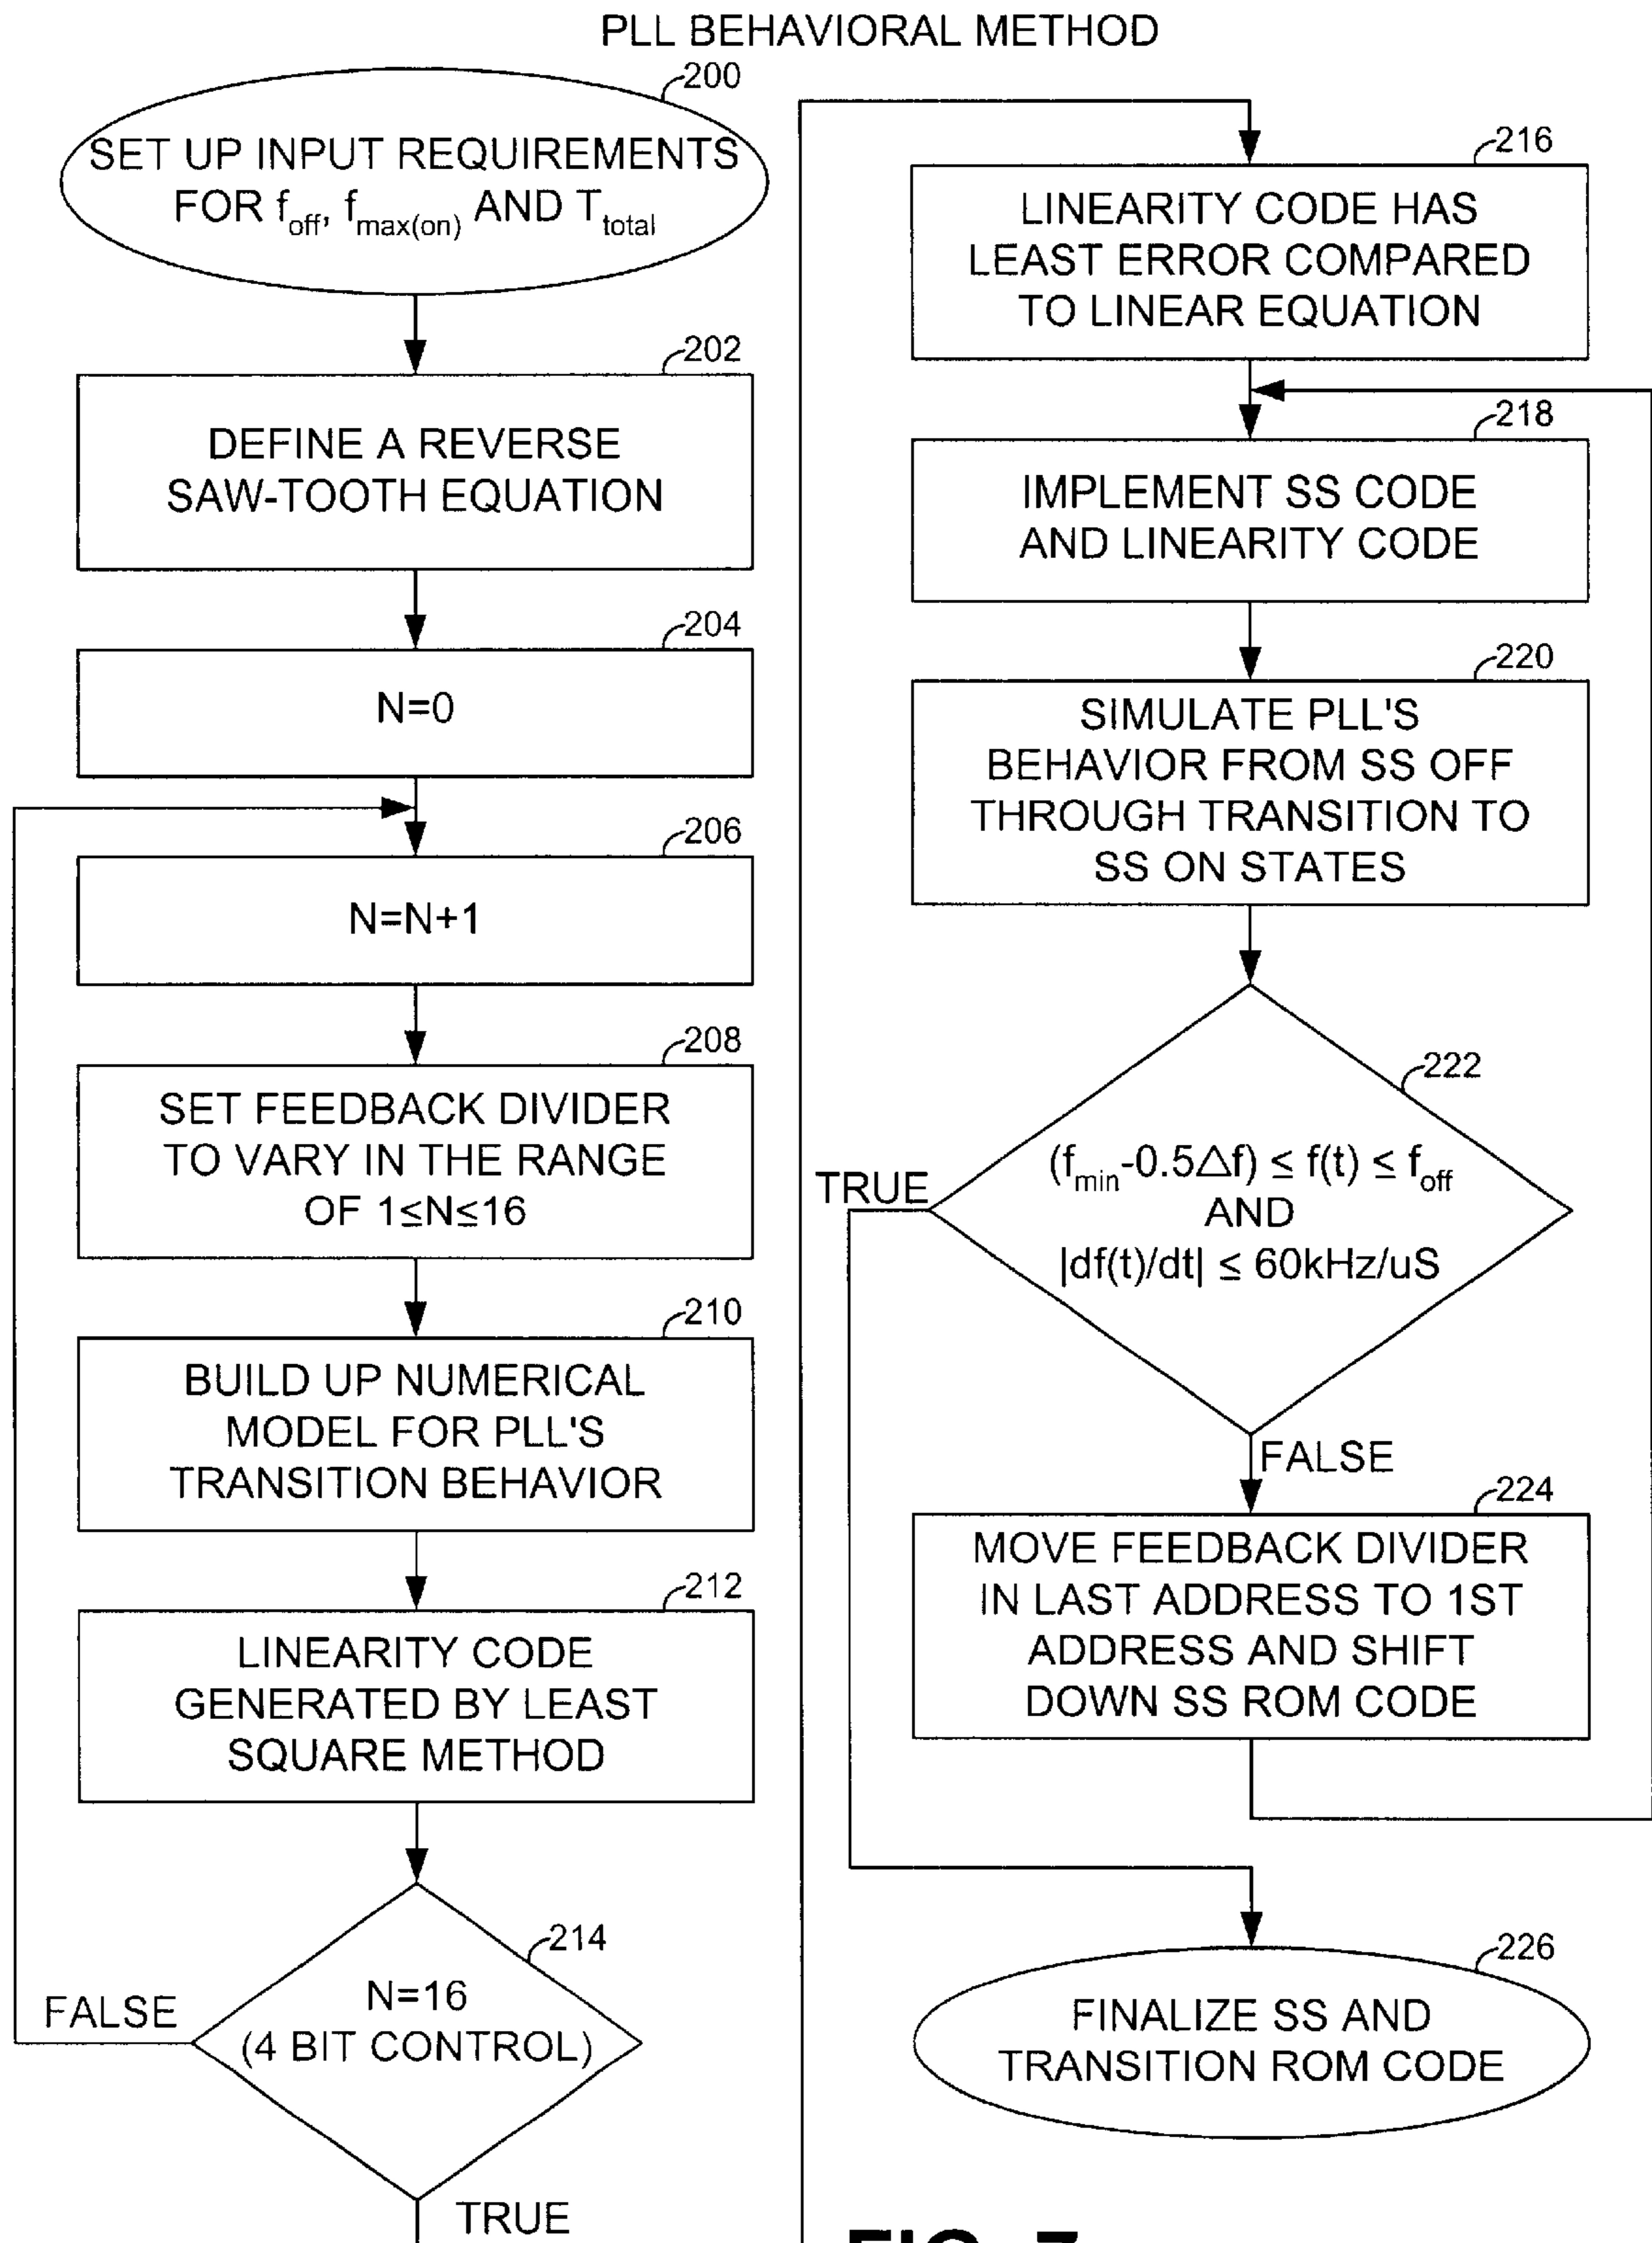 PLL BEHAVIORAL METHOD
200
SET UP INPUT REQUIREMENTS
FOR foff, fmax(on) AND Ttotal
202
DEFINE A REVERSE
SAW-TOOTH EQUATION
204
N=0
206
N=N+1
208
SET FEEDBACK DIVIDER
TO VARY IN THE RANGE
OF 1≤N≤16
210
BUILD UP NUMERICAL
MODEL FOR PLL'S
TRANSITION BEHAVIOR
212
LINEARITY CODE
GENERATED BY LEAST
SQUARE METHOD
214
N=16
(4 BIT CONTROL)
FALSE
TRUE
216
LINEARITY CODE HAS
LEAST ERROR COMPARED
TO LINEAR EQUATION
218
IMPLEMENT SS CODE
AND LINEARITY CODE
220
SIMULATE PLL'S
BEHAVIOR FROM SS OFF
THROUGH TRANSITION TO
SS ON STATES
222
(fmin-0.5△f) ≤ f(t) ≤ foff
AND
|df(t)/dt| ≤ 60kHz/uS
TRUE
FALSE
224
MOVE FEEDBACK DIVIDER
IN LAST ADDRESS TO 1ST
ADDRESS AND SHIFT
DOWN SS ROM CODE
226
FINALIZE SS AND
TRANSITION ROM CODE